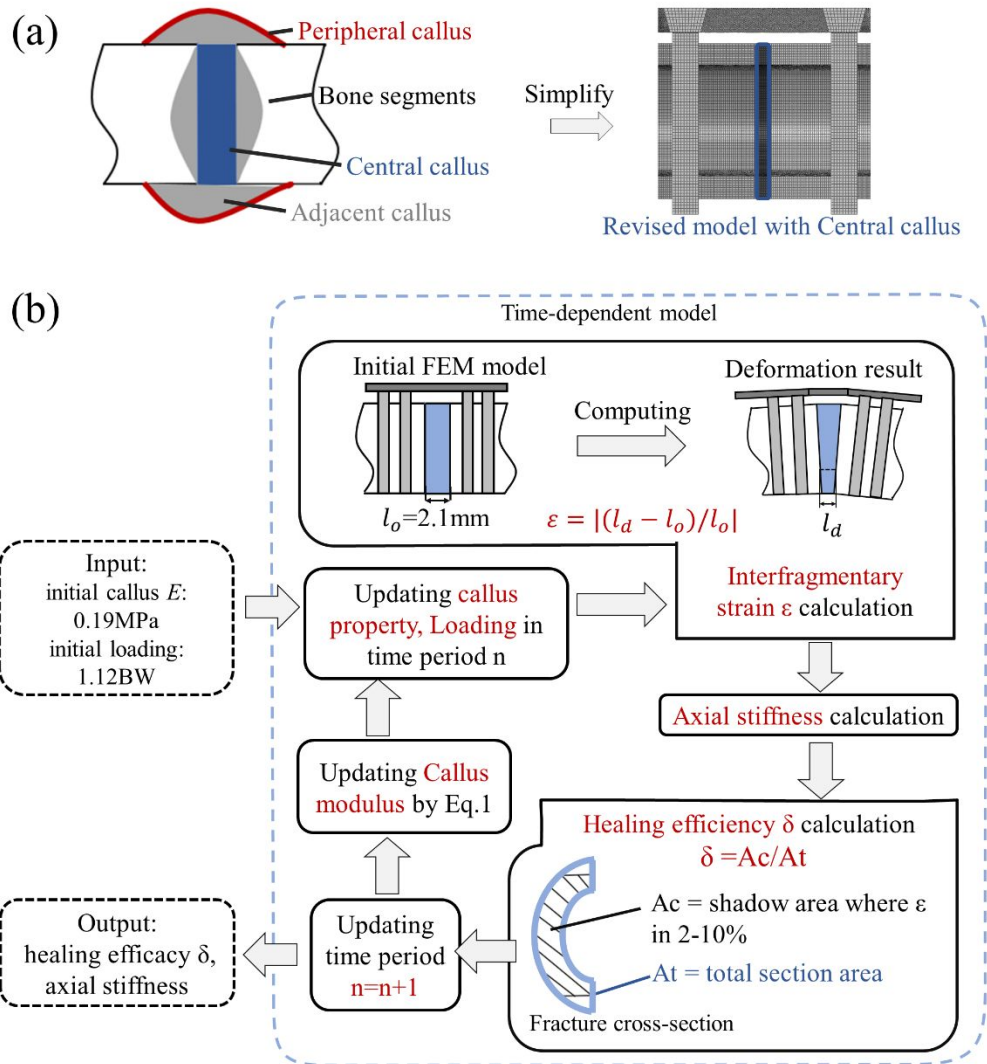 (a)
Peripheral callus
Bone segments
Central callus
Adjacent callus
Simplify
Revised model with Central callus
(b)
Time-dependent model
Initial FEM model
Computing
Deformation result
lₒ=2.1mm
ε = |(l_d − lₒ)/lₒ|
l_d
Interfragmentary
strain ε calculation
Input:
initial callus E:
0.19MPa
initial loading:
1.12BW
Updating callus
property, Loading in
time period n
Axial stiffness calculation
Updating Callus
modulus by Eq.1
Healing efficiency δ calculation
δ =Ac/At
Ac = shadow area where ε
in 2-10%
At = total section area
Fracture cross-section
Updating
time period
n=n+1
Output:
healing efficacy δ,
axial stiffness